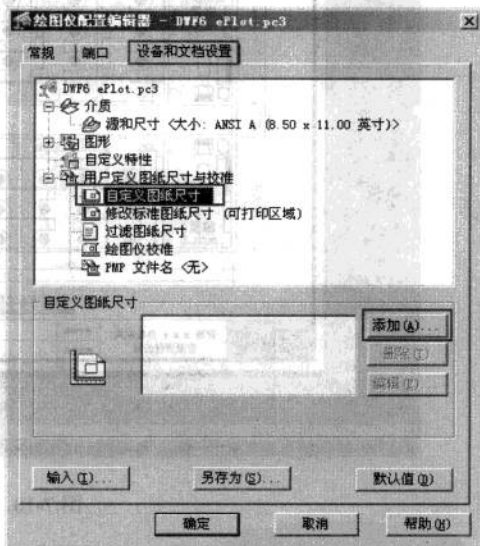 绘图仪配置编辑器 - DWF6 ePlot.pc3
常规 端口 设备和文档设置
DWF6 ePlot.pc3
介质
源和尺寸 <大小: ANSI A (8.50 x 11.00 英寸)>
图形
自定义特性
用户定义图纸尺寸与校准
自定义图纸尺寸
修改标准图纸尺寸 (可打印区域)
过滤图纸尺寸
绘图仪校准
PMP 文件名 <无>
自定义图纸尺寸
添加(A)...
删除(T)
编辑(E)
输入(I)... 另存为(S)... 默认值(D)
确定 取消 帮助(H)